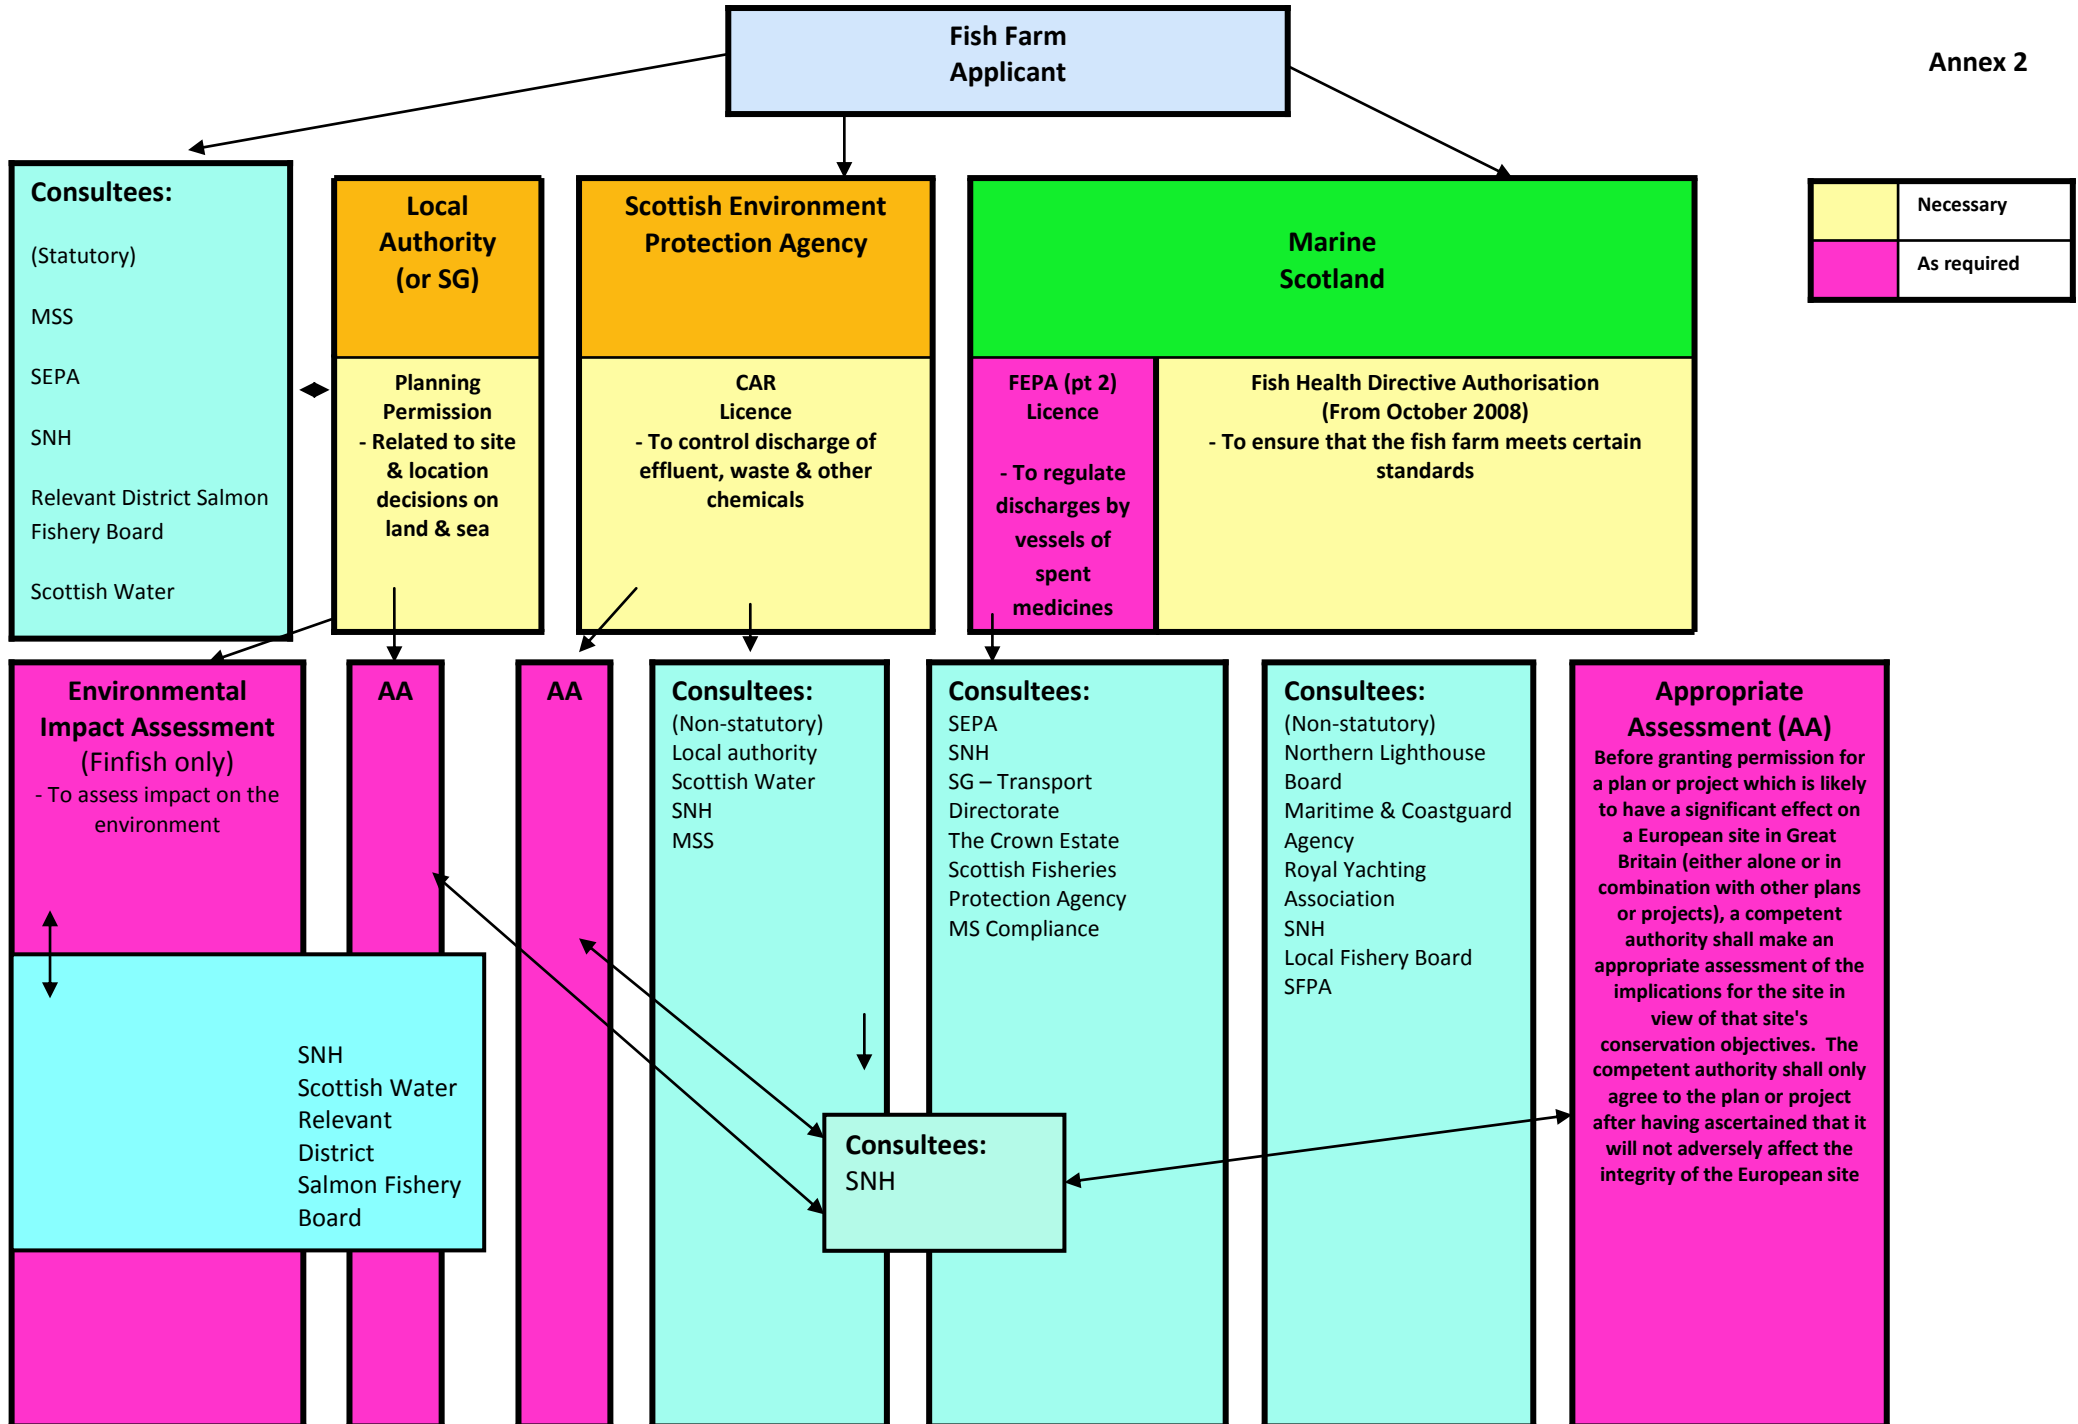 Fish Farm
Applicant
Annex 2
Consultees:
(Statutory)
MSS
SEPA
SNH
Relevant District Salmon
Fishery Board
Scottish Water
Local
Authority
(or SG)
Planning
Permission
- Related to site
& location
decisions on
land & sea
Scottish Environment
Protection Agency
CAR
Licence
- To control discharge of
effluent, waste & other
chemicals
Marine
Scotland
FEPA (pt 2)
Licence
- To regulate
discharges by
vessels of
spent
medicines
Fish Health Directive Authorisation
(From October 2008)
- To ensure that the fish farm meets certain
standards
Necessary
As required
Environmental
Impact Assessment
(Finfish only)
- To assess impact on the
environment
AA
AA
Consultees:
(Non-statutory)
Local authority
Scottish Water
SNH
MSS
Consultees:
SEPA
SNH
SG – Transport
Directorate
The Crown Estate
Scottish Fisheries
Protection Agency
MS Compliance
Consultees:
(Non-statutory)
Northern Lighthouse
Board
Maritime & Coastguard
Agency
Royal Yachting
Association
SNH
Local Fishery Board
SFPA
Appropriate
Assessment (AA)
Before granting permission for
a plan or project which is likely
to have a significant effect on
a European site in Great
Britain (either alone or in
combination with other plans
or projects), a competent
authority shall make an
appropriate assessment of the
implications for the site in
view of that site's
conservation objectives. The
competent authority shall only
agree to the plan or project
after having ascertained that it
will not adversely affect the
integrity of the European site
SNH
Scottish Water
Relevant
District
Salmon Fishery
Board
Consultees:
SNH